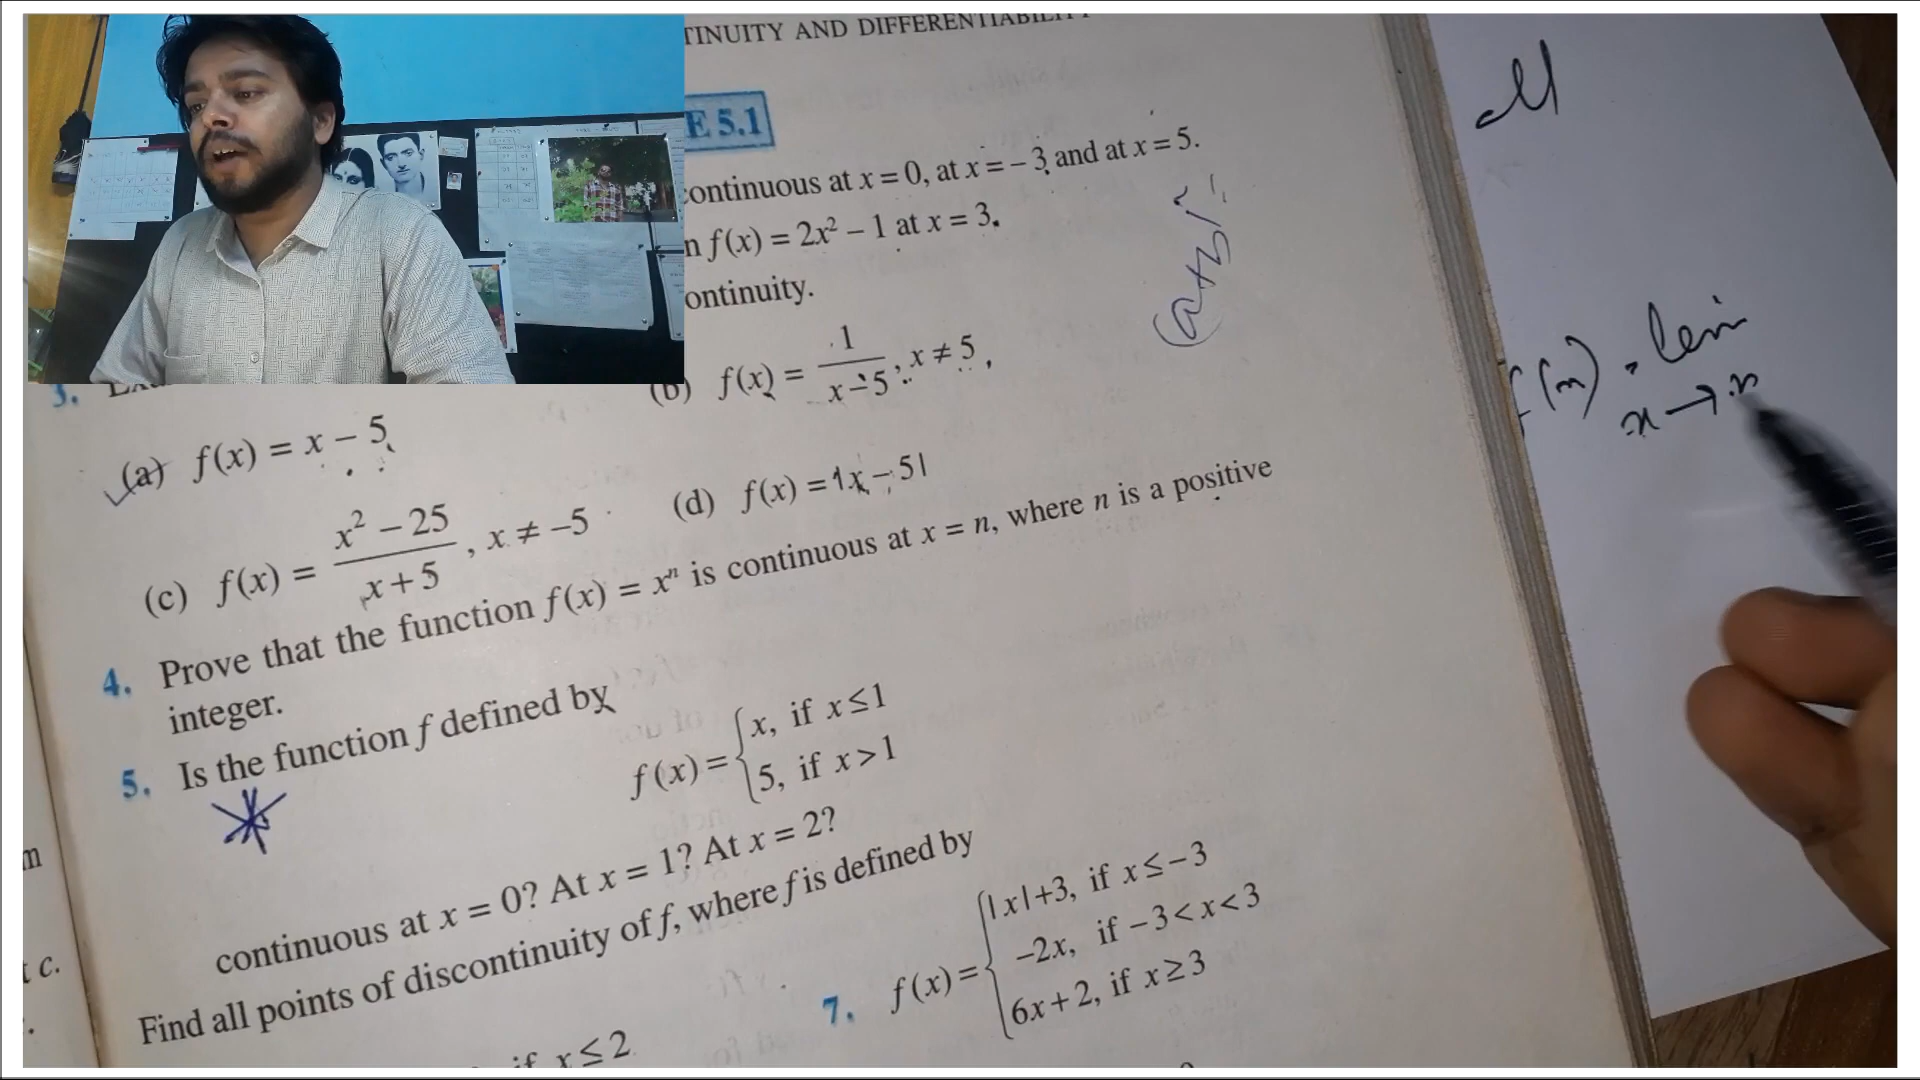 TINUITY AND DIFFERENTIABILITY
E 5.1
continuous at x = 0, at x = – 3 and at x = 5.
n f(x) = 2x² – 1 at x = 3.
ontinuity.
3.
(a) f(x) = x – 5
(b) f(x) = 1/(x – 5), x ≠ 5
(c) f(x) = (x² – 25)/(x + 5), x ≠ –5
(d) f(x) = |x – 5|
4. Prove that the function f(x) = xⁿ is continuous at x = n, where n is a positive
integer.
5. Is the function f defined by
f(x) = { x, if x ≤ 1
5, if x > 1
continuous at x = 0? At x = 1? At x = 2?
Find all points of discontinuity of f, where f is defined by
if x ≤ 2
7. f(x) = { |x|+3, if x ≤ –3
–2x, if –3 < x < 3
6x + 2, if x ≥ 3
m
c.
f(n)
x → n